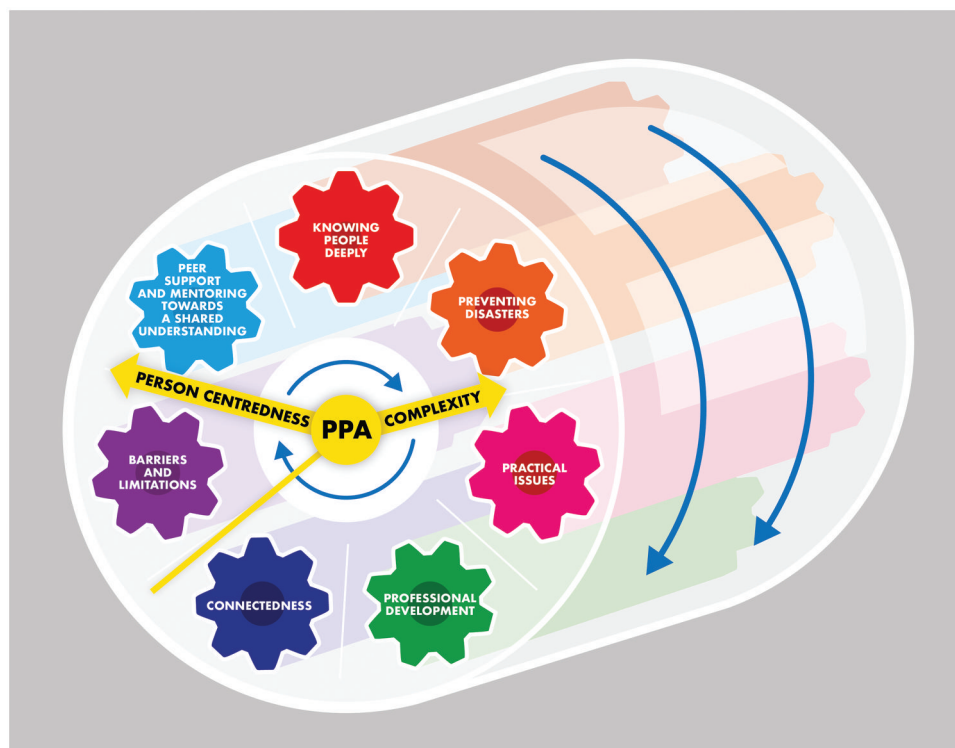 KNOWING
PEOPLE
DEEPLY
PEER
SUPPORT
AND MENTORING
TOWARDS
A SHARED
UNDERSTANDING
PREVENTING
DISASTERS
PERSON CENTREDNESS
PPA
COMPLEXITY
BARRIERS
AND
LIMITATIONS
PRACTICAL
ISSUES
CONNECTEDNESS
PROFESSIONAL
DEVELOPMENT